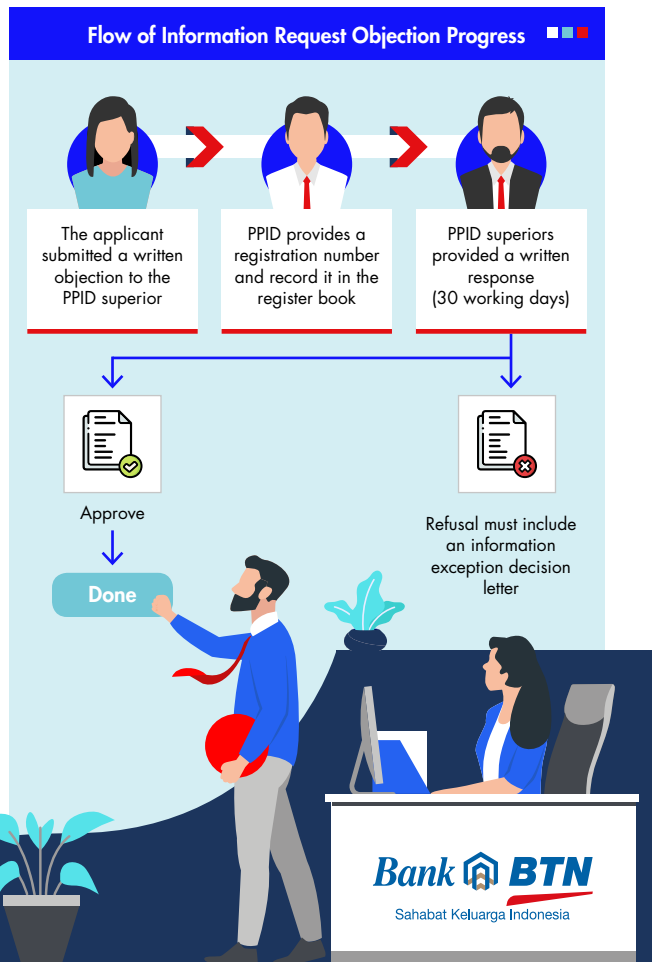 Flow of Information Request Objection Progress
The applicant
submitted a written
objection to the
PPID superior
PPID provides a
registration number
and record it in the
register book
PPID superiors
provided a written
response
(30 working days)
Approve
Refusal must include
an information
exception decision
letter
Done
Bank BTN
Sahabat Keluarga Indonesia